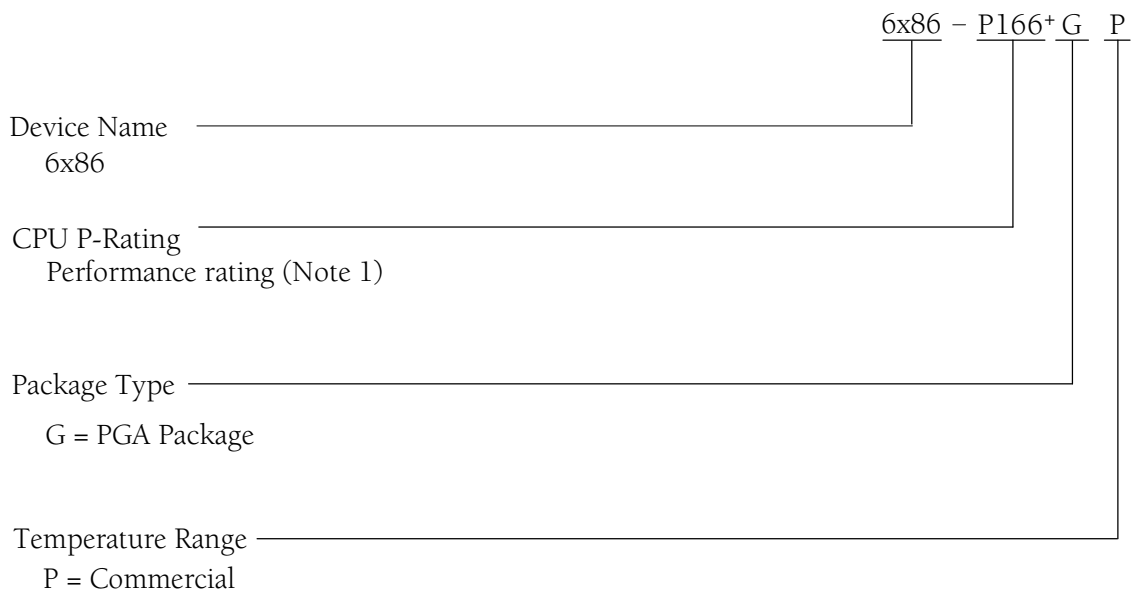 6x86 – P166+ G P
Device Name
6x86
CPU P-Rating
Performance rating (Note 1)
Package Type
G = PGA Package
Temperature Range
P = Commercial